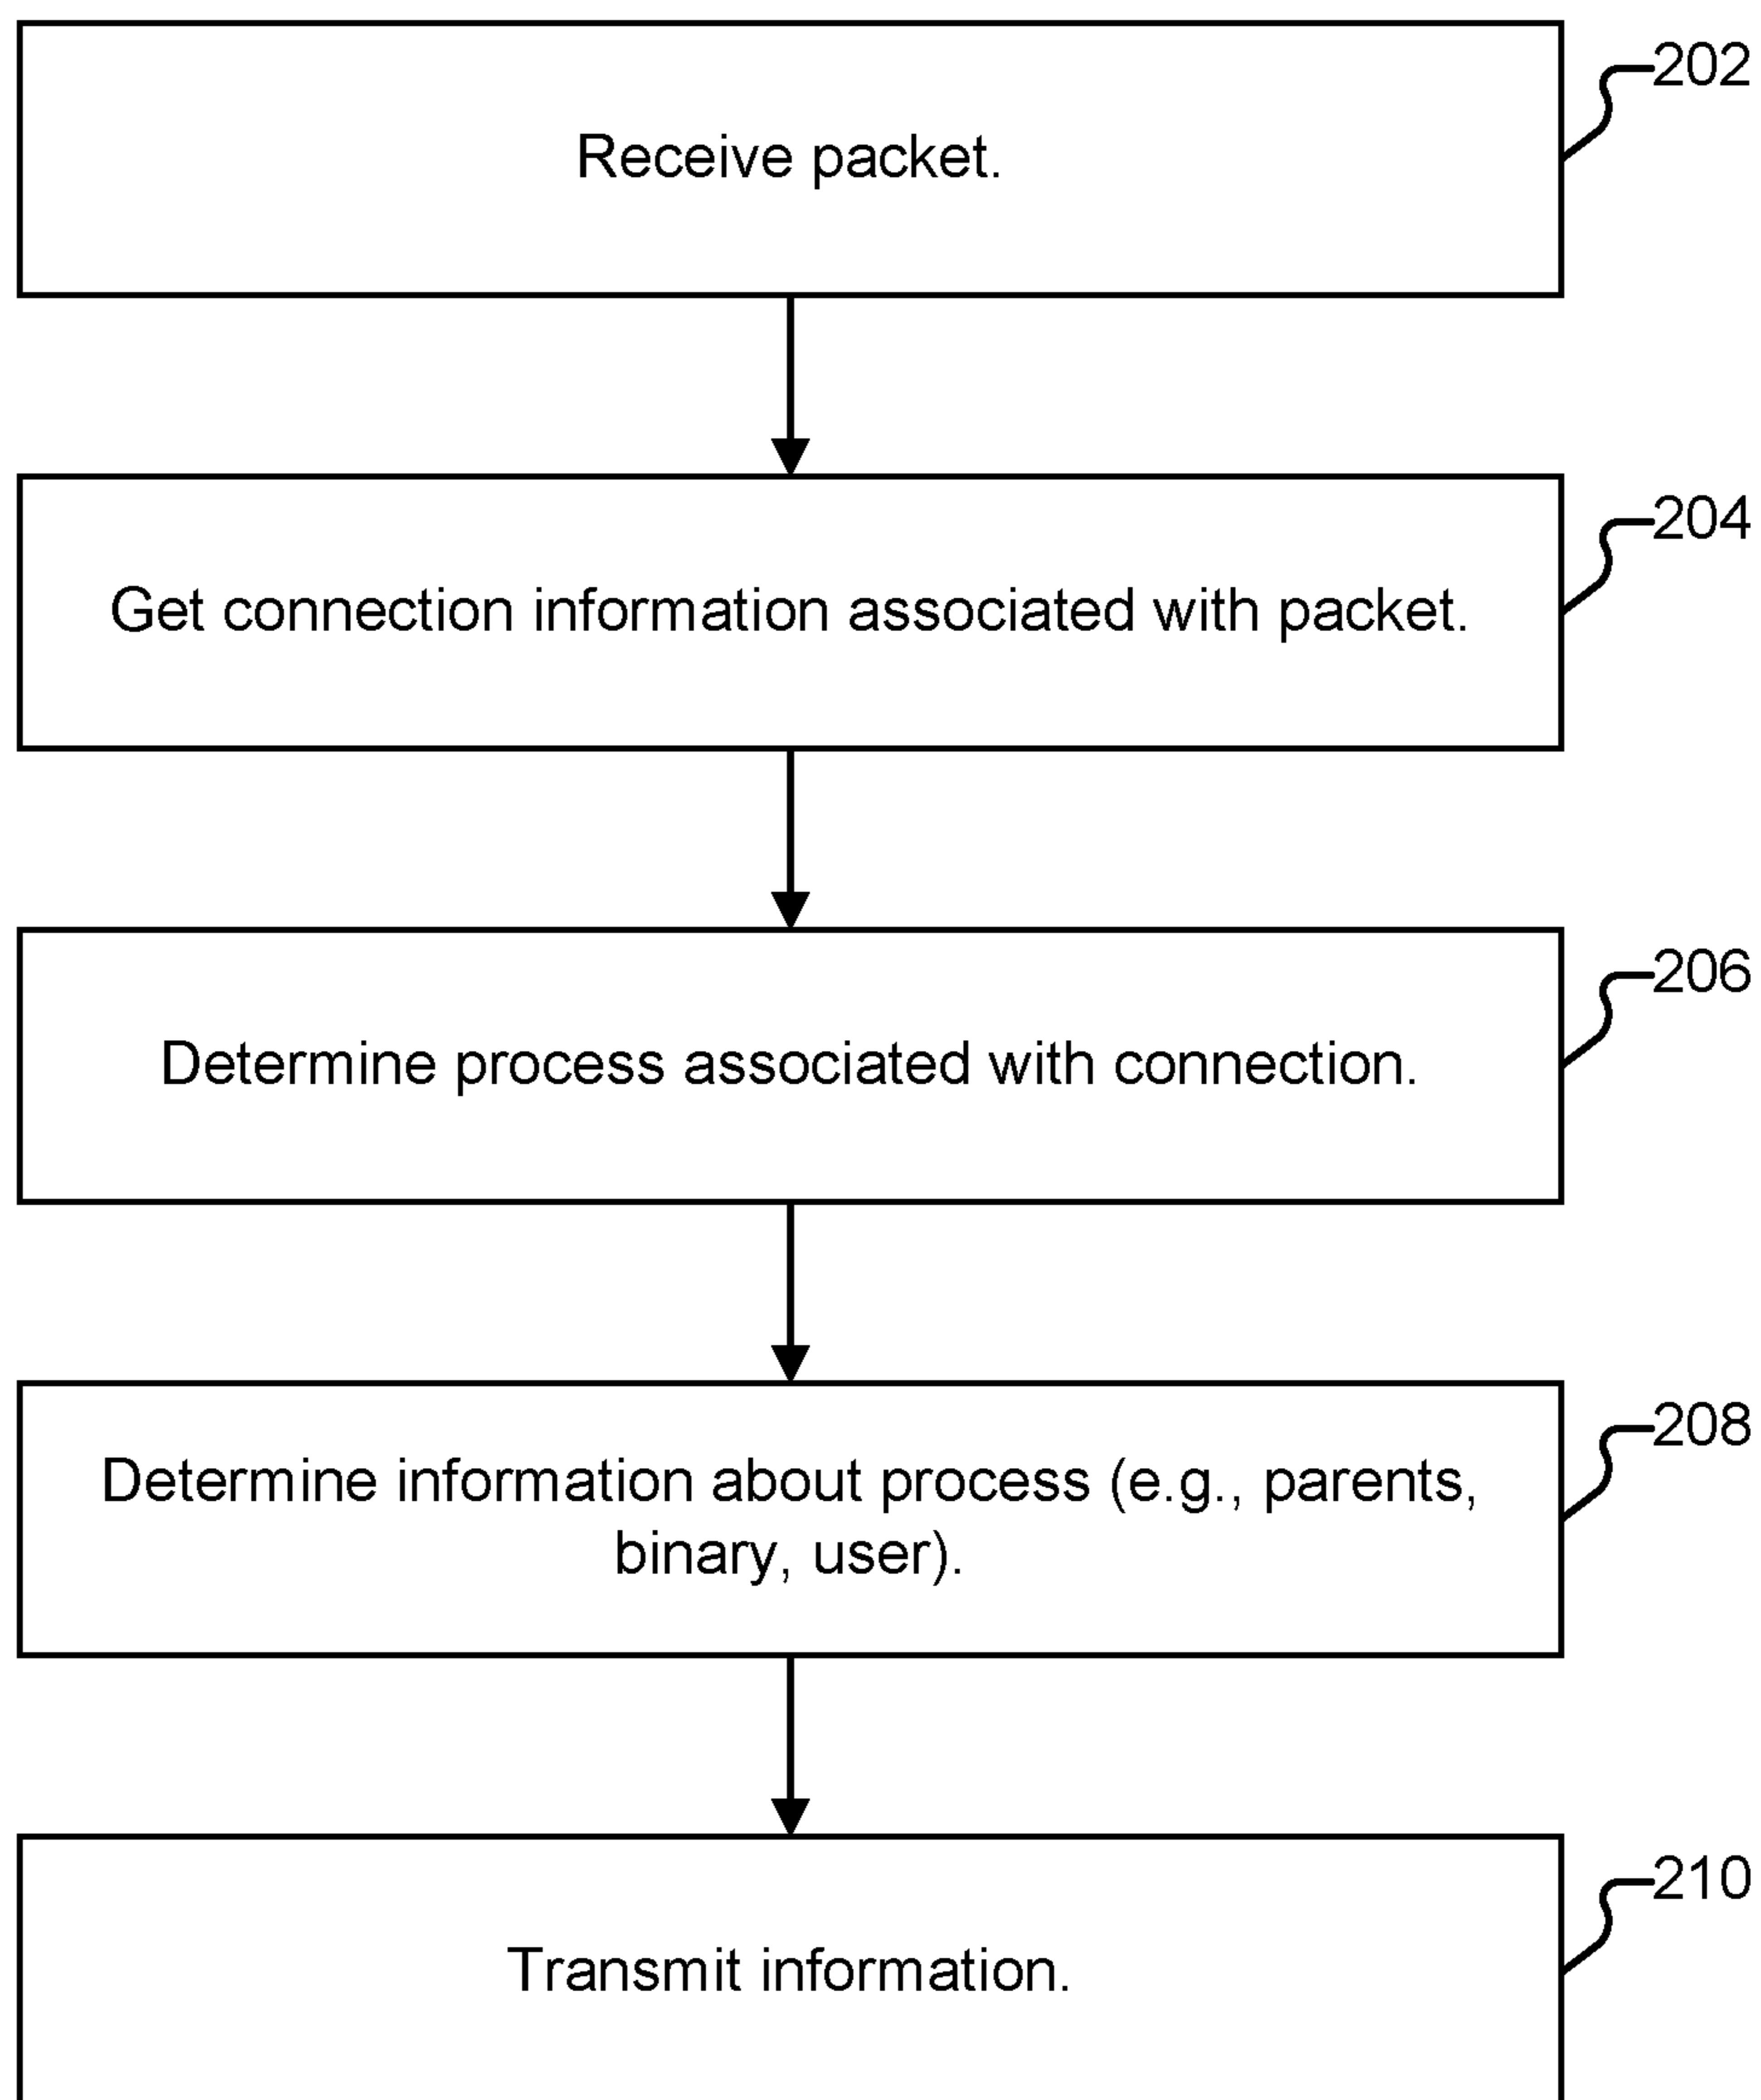 202
Receive packet.
204
Get connection information associated with packet.
206
Determine process associated with connection.
208
Determine information about process (e.g., parents,
binary, user).
210
Transmit information.